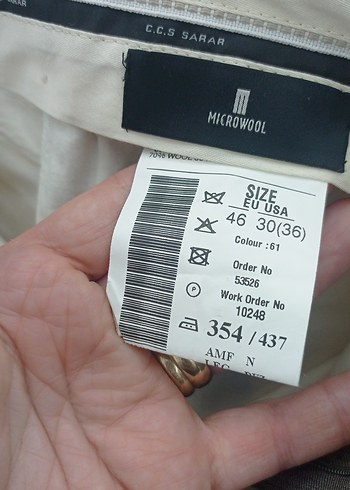 C.C.S SARAR
MICROWOOL
SIZE
EU USA
46 30(36)
Colour :61
Order No
53526
Work Order No
10248
P
354 / 437
AMF N